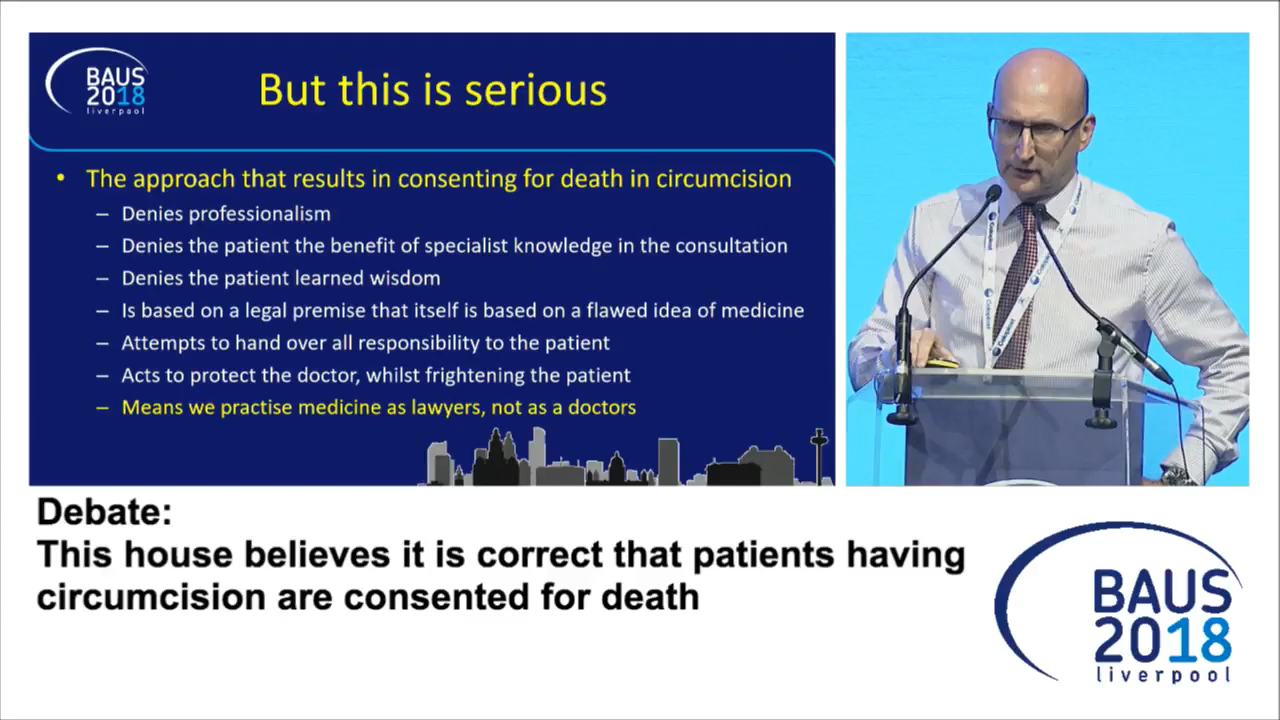 BAUS
2018
liverpool
But this is serious
• The approach that results in consenting for death in circumcision
– Denies professionalism
– Denies the patient the benefit of specialist knowledge in the consultation
– Denies the patient learned wisdom
– Is based on a legal premise that itself is based on a flawed idea of medicine
– Attempts to hand over all responsibility to the patient
– Acts to protect the doctor, whilst frightening the patient
– Means we practise medicine as lawyers, not as a doctors
Debate:
This house believes it is correct that patients having
circumcision are consented for death
BAUS
2018
liverpool